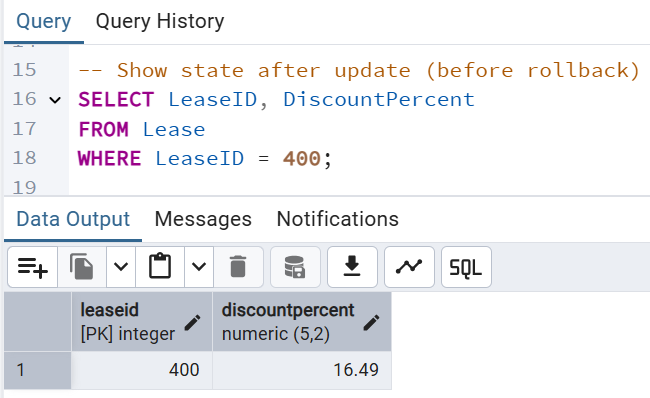 Query Query History
15 -- Show state after update (before rollback)
16 SELECT LeaseID, DiscountPercent
17 FROM Lease
18 WHERE LeaseID = 400;
19
Data Output Messages Notifications
SQL
leaseid discountpercent
[PK] integer numeric (5,2)
1 400 16.49